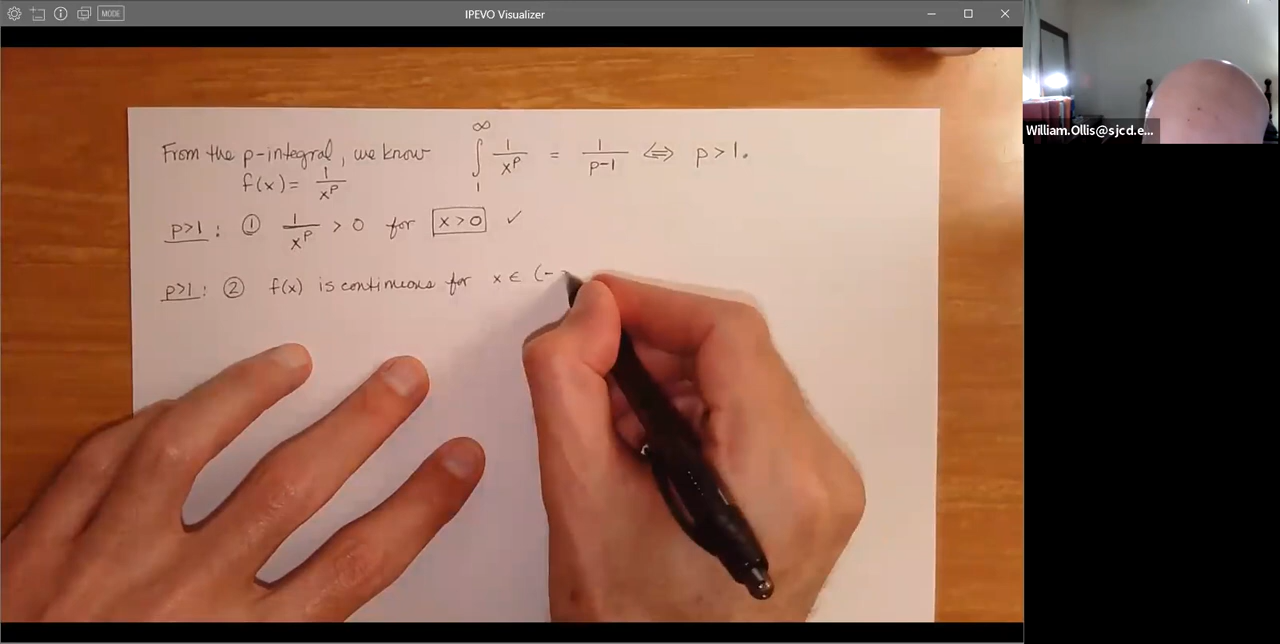 MODE
IPEVO Visualizer
From the p-integral, we know ∫₁^∞ 1/x^p = 1/(p-1) ⇔ p > 1.
f(x) = 1/x^p
p>1 : ① 1/x^p > 0 for x > 0 ✓
p>1 : ② f(x) is continuous for x ∈ (-
William.Ollis@sjcd.e...